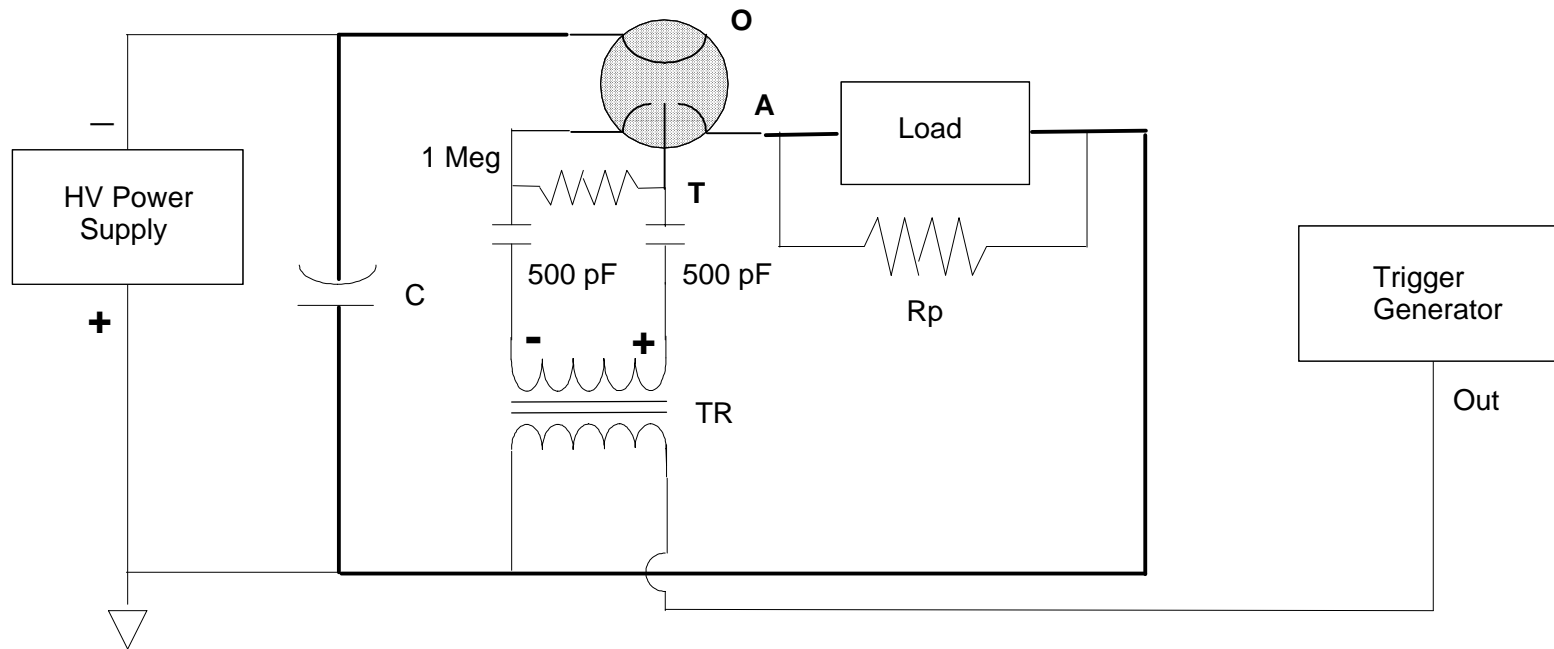 O
A
–
Load
1 Meg
HV Power
Supply
T
Trigger
Generator
500 pF
500 pF
C
Rp
+
-
+
Out
TR